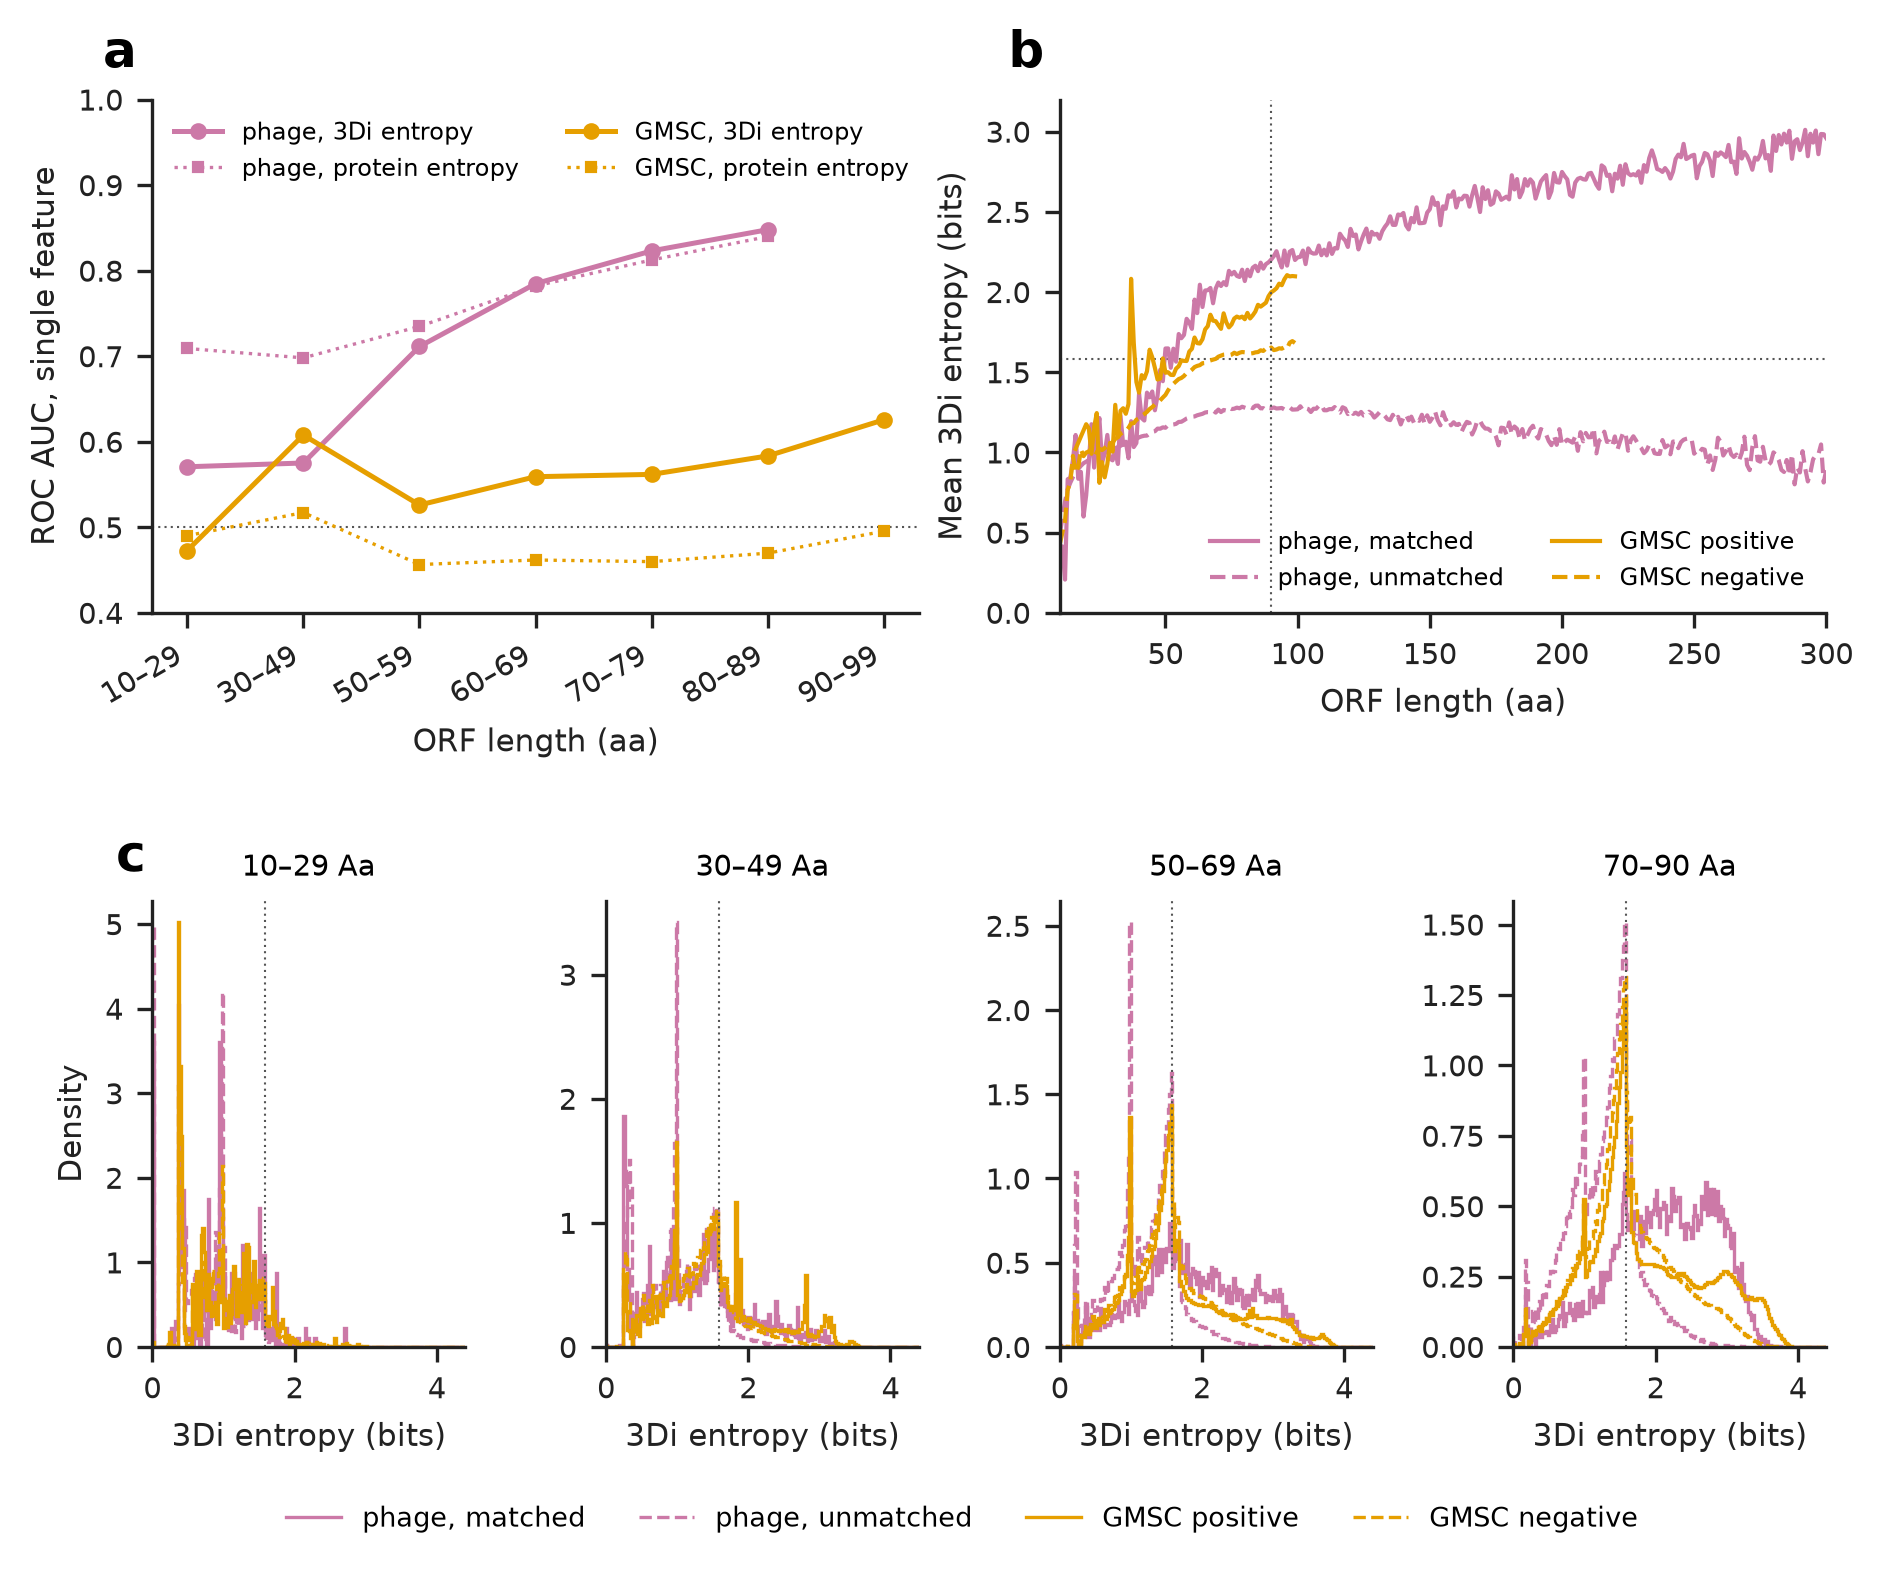 a
ROC AUC, single feature
1.0
0.9
0.8
0.7
0.6
0.5
0.4
phage, 3Di entropy
phage, protein entropy
GMSC, 3Di entropy
GMSC, protein entropy
10–29
30–49
50–59
60–69
70–79
80–89
90–99
ORF length (aa)
b
Mean 3Di entropy (bits)
3.0
2.5
2.0
1.5
1.0
0.5
0.0
phage, matched
phage, unmatched
GMSC positive
GMSC negative
50
100
150
200
250
300
ORF length (aa)
c
10–29 Aa
Density
5
4
3
2
1
0
0
2
4
3Di entropy (bits)
30–49 Aa
3
2
1
0
0
2
4
3Di entropy (bits)
50–69 Aa
2.5
2.0
1.5
1.0
0.5
0.0
0
2
4
3Di entropy (bits)
70–90 Aa
1.50
1.25
1.00
0.75
0.50
0.25
0.00
0
2
4
3Di entropy (bits)
phage, matched
phage, unmatched
GMSC positive
GMSC negative